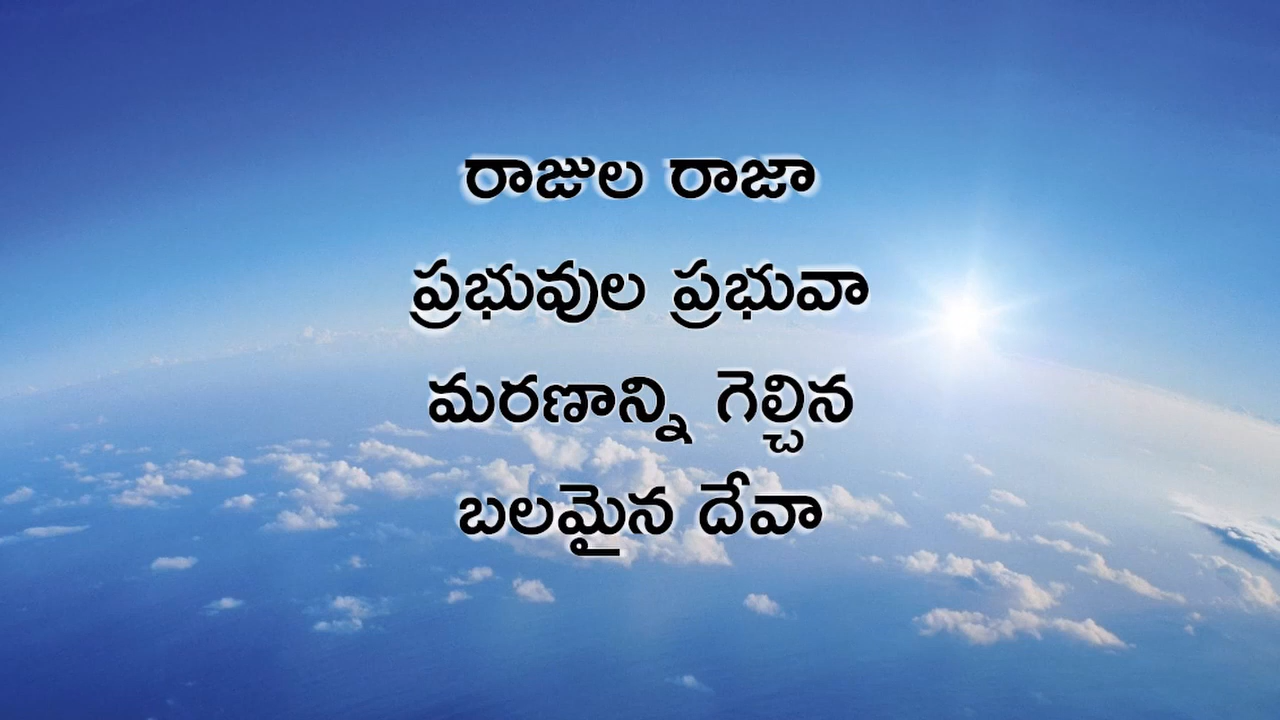 రాజుల రాజా
ప్రభువుల ప్రభువా
మరణాన్ని గెల్చిన
బలమైన దేవా